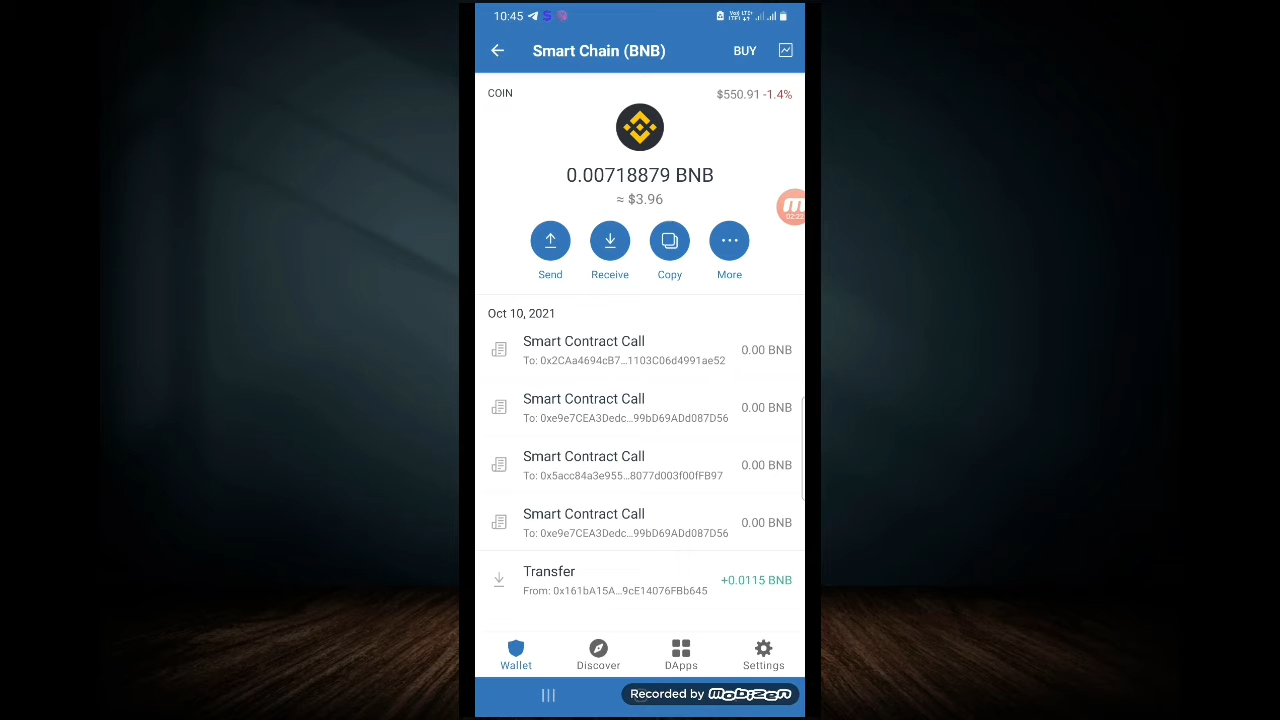 10:45
Smart Chain (BNB)
BUY
COIN
$550.91 -1.4%
0.00718879 BNB
≈ $3.96
02:22
Send
Receive
Copy
More
Oct 10, 2021
Smart Contract Call
0.00 BNB
To: 0x2CAa4694cB7...1103C06d4991ae52
Smart Contract Call
0.00 BNB
To: 0xe9e7CEA3Dedc...99bD69ADd087D56
Smart Contract Call
0.00 BNB
To: 0x5acc84a3e955...8077d003f00fFB97
Smart Contract Call
0.00 BNB
To: 0xe9e7CEA3Dedc...99bD69ADd087D56
Transfer
+0.0115 BNB
From: 0x161bA15A...9cE14076FBb645
Wallet
Discover
DApps
Settings
Recorded by mobizen